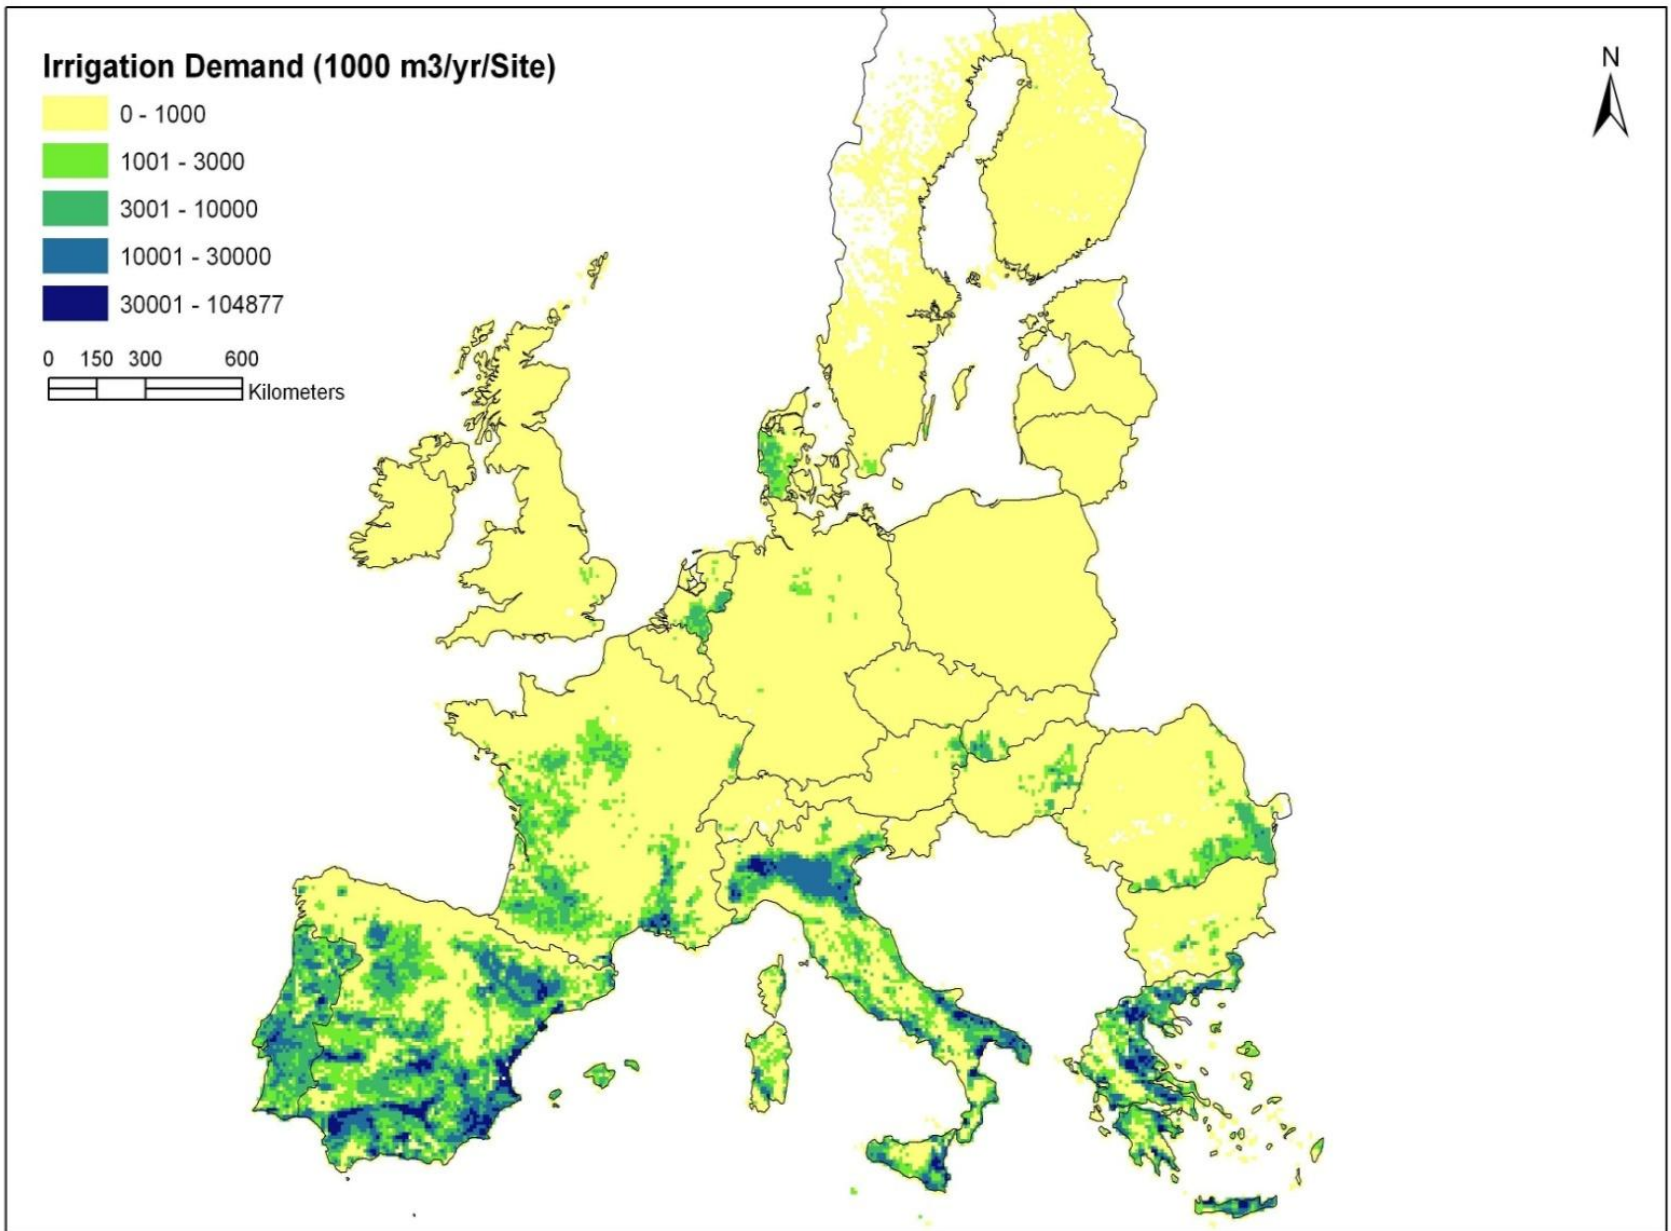 Irrigation Demand (1000 m3/yr/Site)
0 - 1000
1001 - 3000
3001 - 10000
10001 - 30000
30001 - 104877
0 150 300 600
Kilometers
N